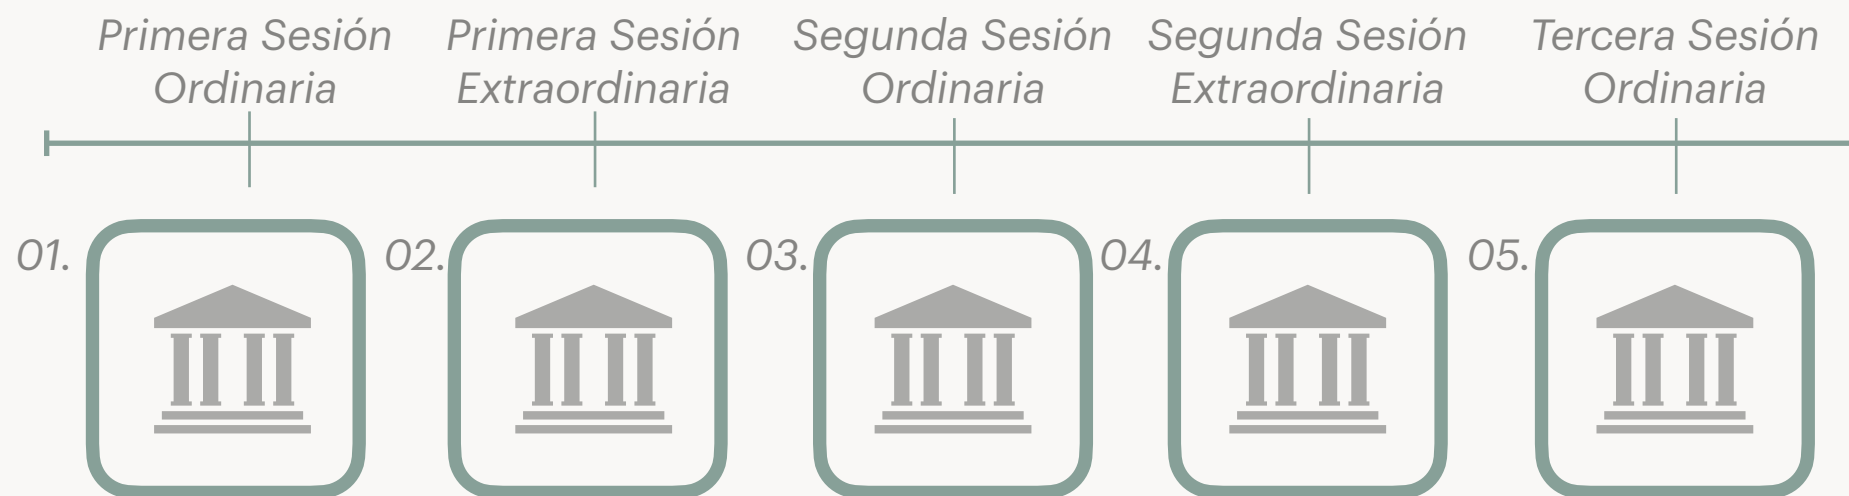 Primera Sesión
Ordinaria
Primera Sesión
Extraordinaria
Segunda Sesión
Ordinaria
Segunda Sesión
Extraordinaria
Tercera Sesión
Ordinaria
01.
02.
03.
04.
05.